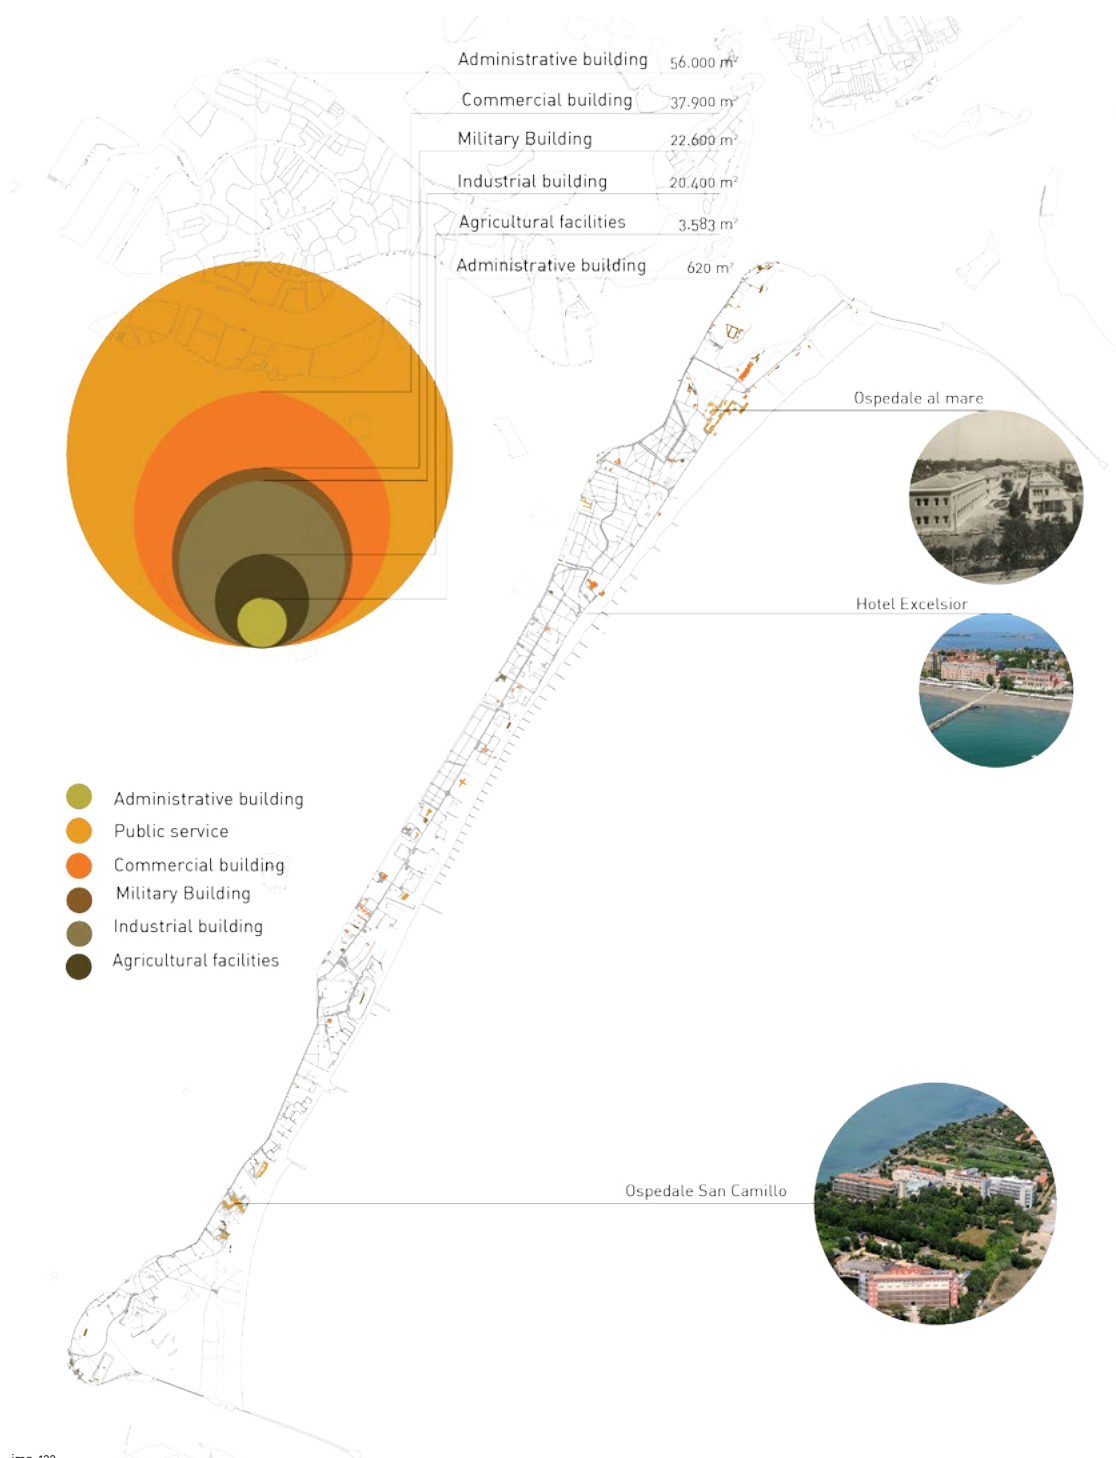 Administrative building 56.000 m²
Commercial building 37.900 m²
Military Building 22.600 m²
Industrial building 20.400 m²
Agricultural facilities 3.583 m²
Administrative building 620 m²
Ospedale al mare
Hotel Excelsior
Administrative building
Public service
Commercial building
Military Building
Industrial building
Agricultural facilities
Ospedale San Camillo